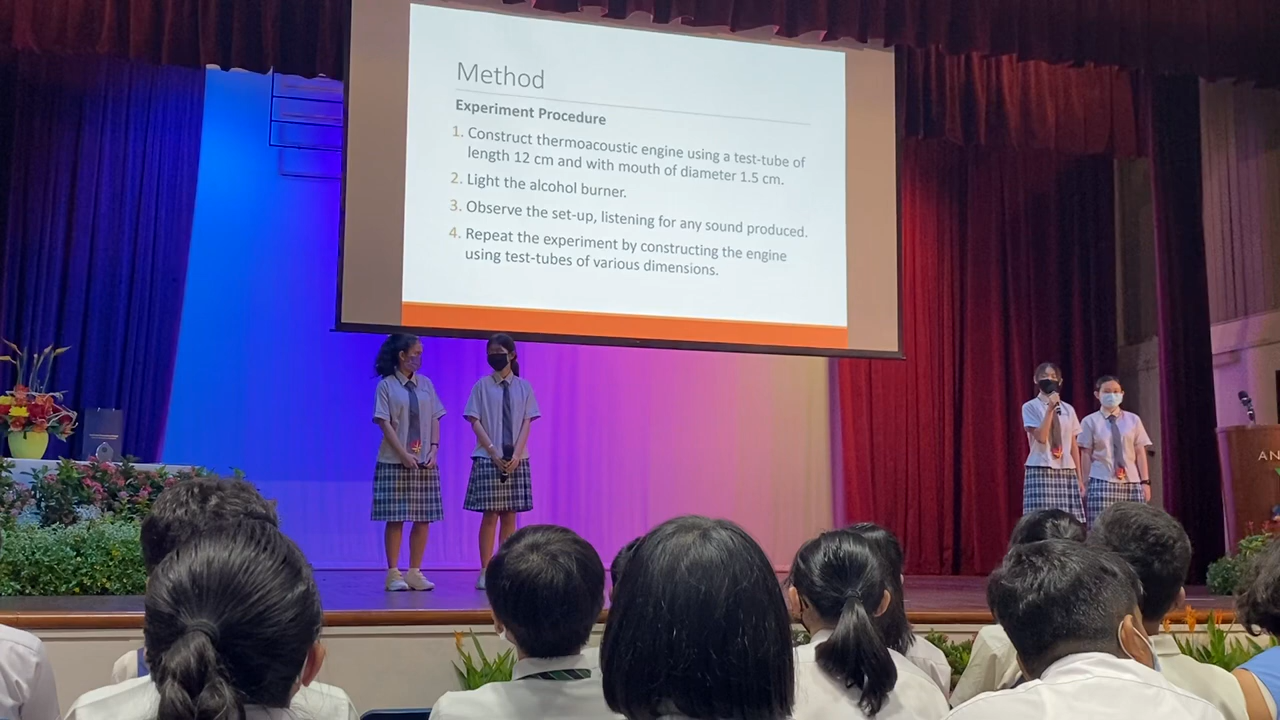 Method
Experiment Procedure
1. Construct thermoacoustic engine using a test-tube of
length 12 cm and with mouth of diameter 1.5 cm.
2. Light the alcohol burner.
3. Observe the set-up, listening for any sound produced.
4. Repeat the experiment by constructing the engine
using test-tubes of various dimensions.
AN